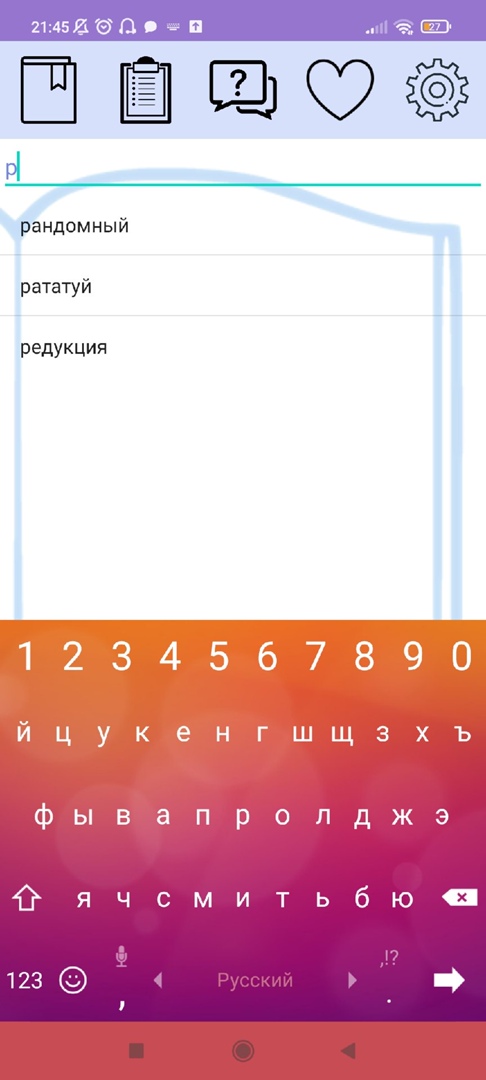 21:45
27
?
р
рандомный
рататуй
редукция
1 2 3 4 5 6 7 8 9 0
й ц у к е н г ш щ з х ъ
ф ы в а п р о л д ж э
я ч с м и т ь б ю
,!?
123 , Русский .